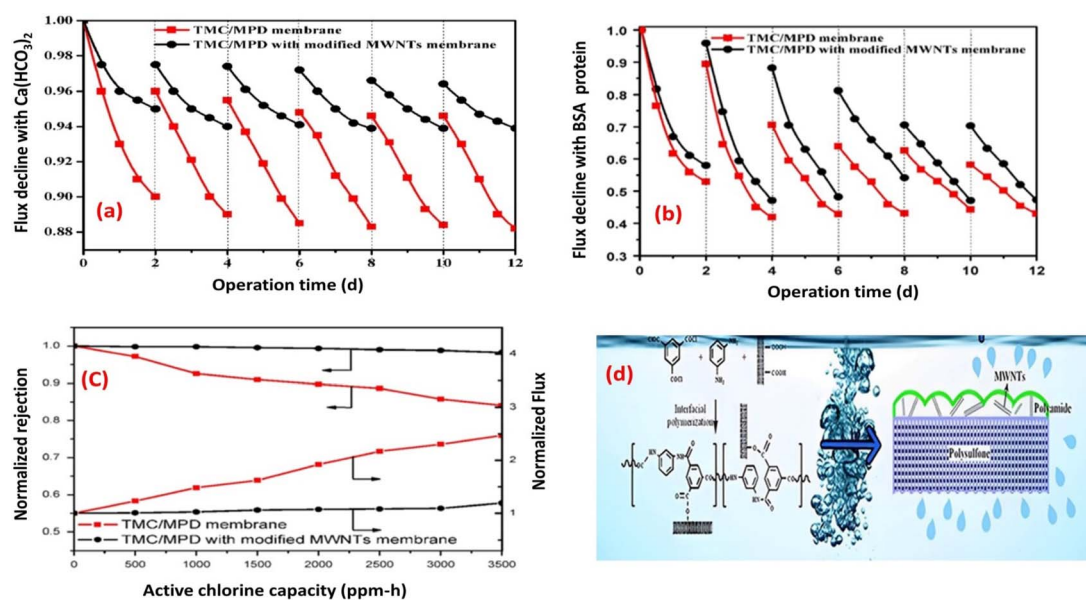 Flux decline with Ca(HCO3)2
1.00
0.98
0.96
0.94
0.92
0.90
0.88
TMC/MPD membrane
TMC/MPD with modified MWNTs membrane
(a)
0 2 4 6 8 10 12
Operation time (d)
Flux decline with BSA protein
1.0
0.9
0.8
0.7
0.6
0.5
0.4
0.3
TMC/MPD membrane
TMC/MPD with modified MWNTs membrane
(b)
0 2 4 6 8 10 12
Operation time (d)
Normalized rejection
1.0
0.9
0.8
0.7
0.6
0.5
(C)
4
3
2
1
Normalized Flux
TMC/MPD membrane
TMC/MPD with modified MWNTs membrane
0 500 1000 1500 2000 2500 3000 3500
Active chlorine capacity (ppm-h)
(d)
COCl
COCl
NH2
COOH
COOH
Interfacial
polymerization
MWNTs
Polyamide
Polysulfone